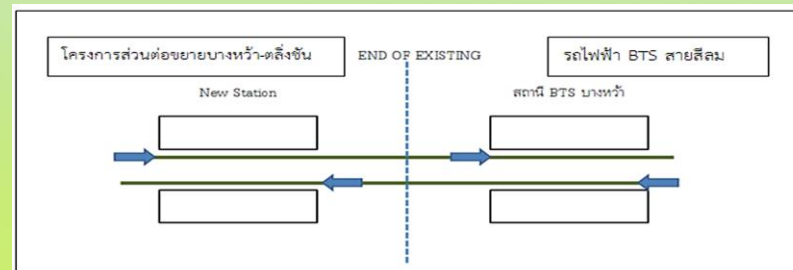 โครงการส่วนต่อขยายบางหว้า-ตลิ่งชัน
END OF EXISTING
รถไฟฟ้า BTS สายสีลม
New Station
สถานี BTS บางหว้า